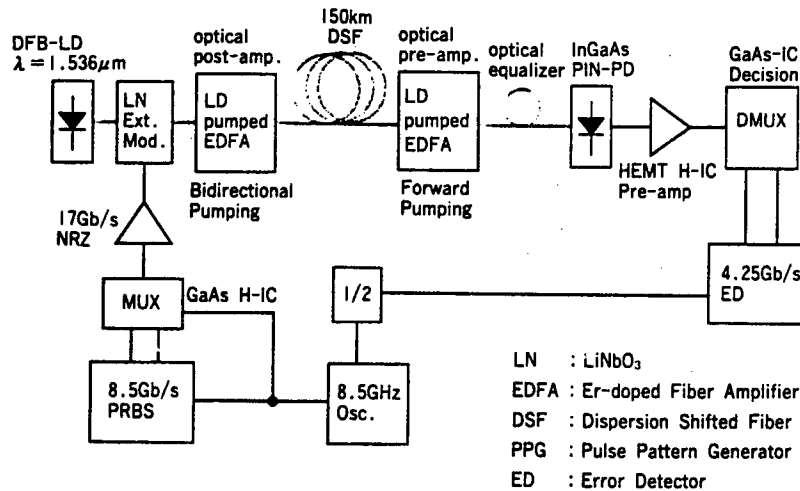 DFB-LD
λ=1.536μm
LN
Ext.
Mod.
optical
post-amp.
LD
pumped
EDFA
Bidirectional
Pumping
150km
DSF
optical
pre-amp.
LD
pumped
EDFA
Forward
Pumping
optical
equalizer
InGaAs
PIN-PD
HEMT H-IC
Pre-amp
GaAs-IC
Decision
DMUX
17Gb/s
NRZ
MUX
GaAs H-IC
8.5Gb/s
PRBS
1/2
8.5GHz
Osc.
4.25Gb/s
ED
LN : LiNbO₃
EDFA : Er-doped Fiber Amplifier
DSF : Dispersion Shifted Fiber
PPG : Pulse Pattern Generator
ED : Error Detector